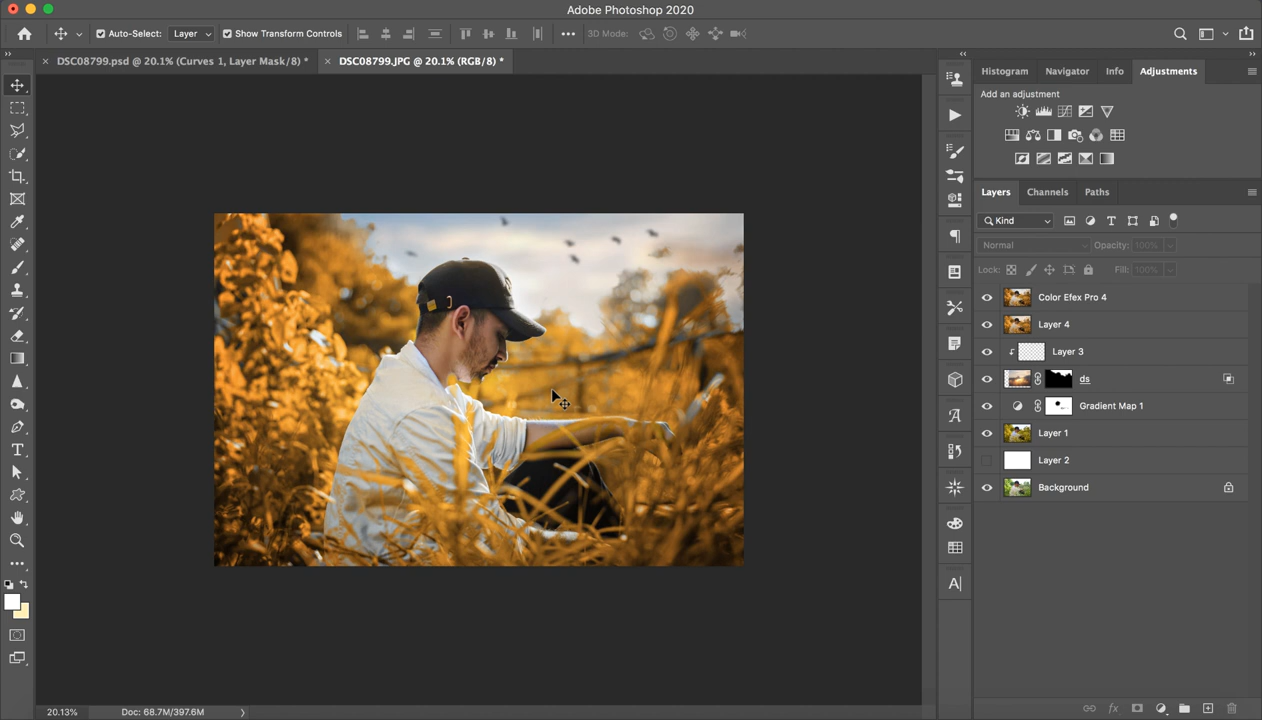 Adobe Photoshop 2020
Auto-Select: Layer Show Transform Controls 3D Mode:
DSC08799.psd @ 20.1% (Curves 1, Layer Mask/8) *
DSC08799.JPG @ 20.1% (RGB/8) *
Histogram Navigator Info Adjustments
Add an adjustment
Layers Channels Paths
Kind
Normal Opacity: 100%
Lock: Fill: 100%
Color Efex Pro 4
Layer 4
Layer 3
ds
Gradient Map 1
Layer 1
Layer 2
Background
20.13% Doc: 68.7M/397.6M